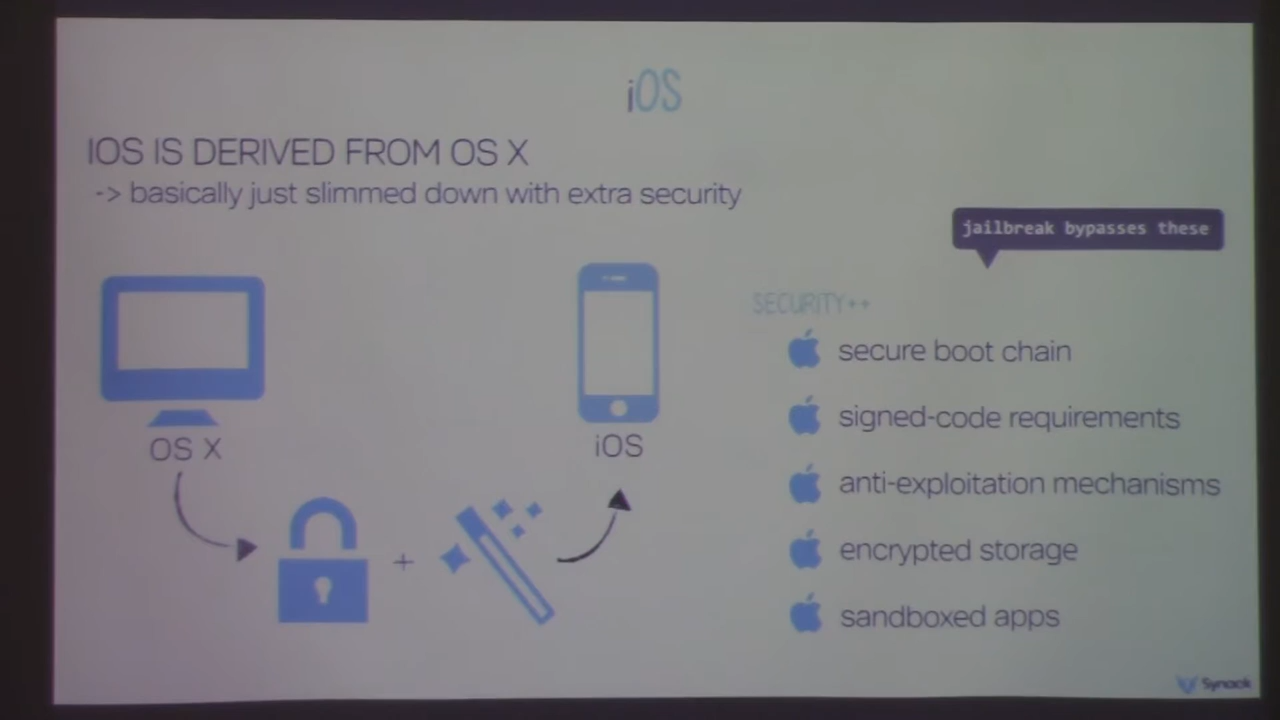 iOS
IOS IS DERIVED FROM OS X
-> basically just slimmed down with extra security
jailbreak bypasses these
SECURITY++
secure boot chain
signed-code requirements
anti-exploitation mechanisms
encrypted storage
sandboxed apps
OS X
iOS
+
Synack